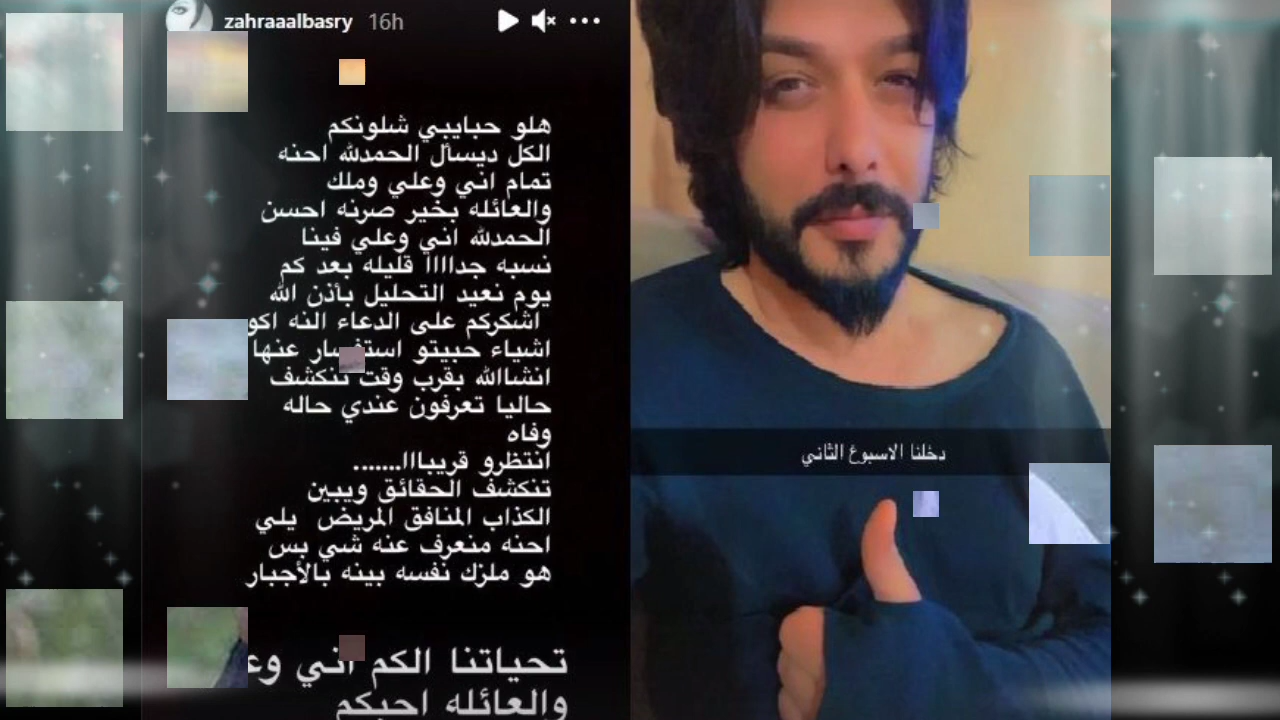 zahraaalbasry 16h
هلو حبايبي شلونكم
الكل ديسأل الحمدلله احنه
تمام اني وعلي وملك
والعائله بخير صرنه احسن
الحمدلله اني وعلي فينا
نسبه جداااا قليله بعد كم
يوم نعيد التحليل بأذن الله
اشكركم على الدعاء النه اكو
اشياء حبيتو استفسار عنها
انشاالله بقرب وقت تنكشف
حاليا تعرفون عندي حاله
وفاه
انتظرو قريبااا.......
تنكشف الحقائق ويبين
الكذاب المنافق المريض يلي
احنه منعرف عنه شي بس
هو ملزك نفسه بينه بالأجبار
تحياتنا الكم اني
والعائله احبكم
دخلنا الاسبوع الثاني